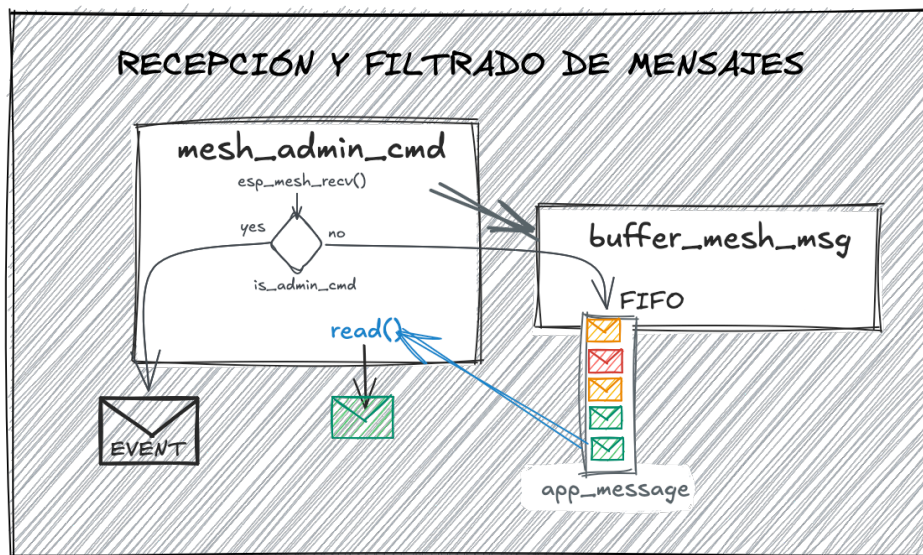 RECEPCIÓN Y FILTRADO DE MENSAJES
mesh_admin_cmd
esp_mesh_recv()
yes
no
is_admin_cmd
buffer_mesh_msg
FIFO
read()
EVENT
app_message